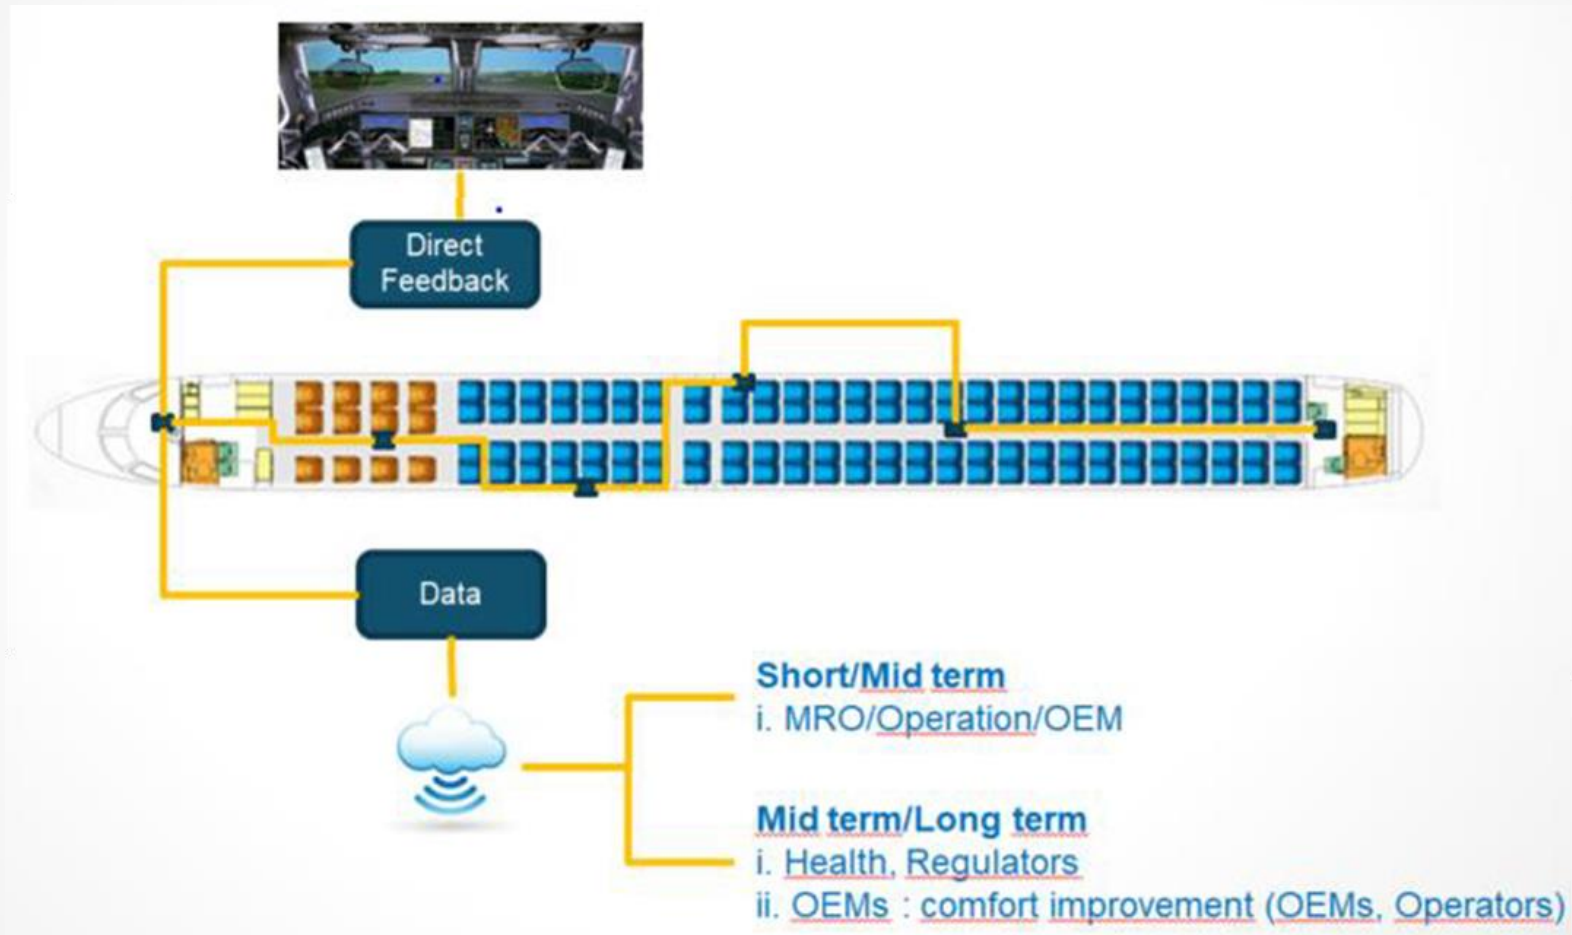 Direct
Feedback
Data
Short/Mid term
i. MRO/Operation/OEM
Mid term/Long term
i. Health, Regulators
ii. OEMs : comfort improvement (OEMs, Operators)